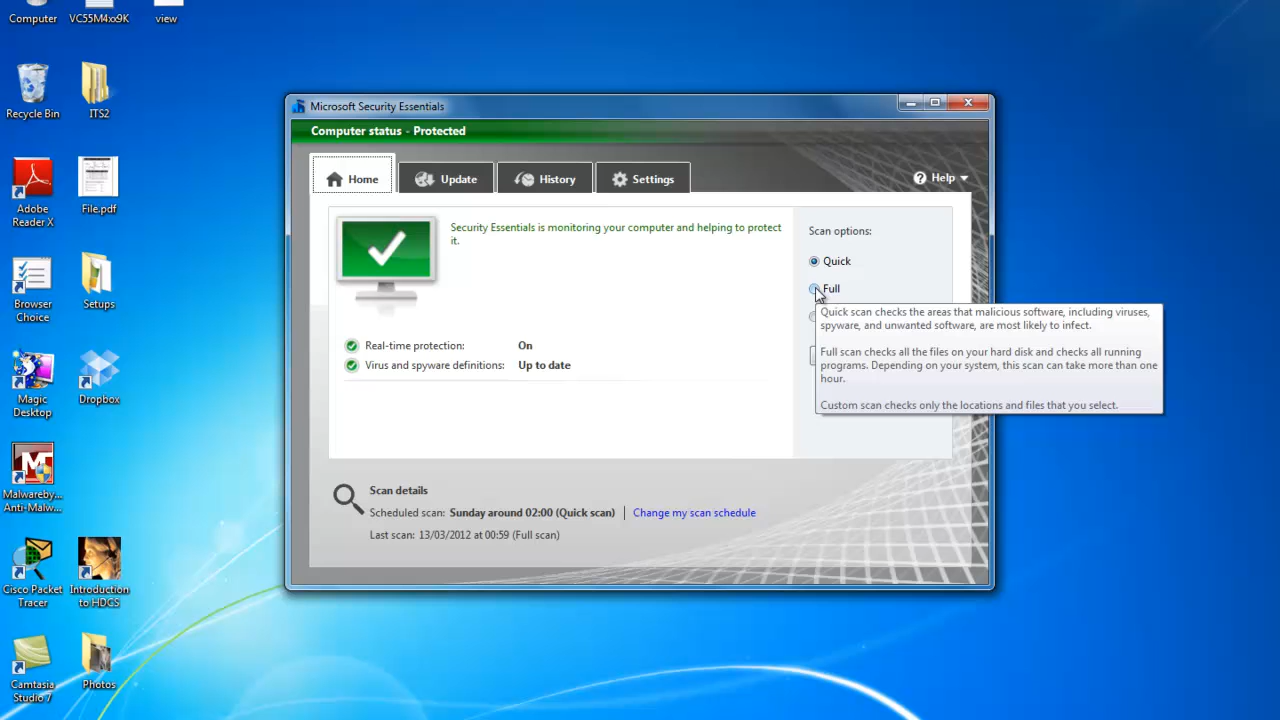 Computer
VC55M4xx9K
view
Recycle Bin
ITS2
Adobe
Reader X
File.pdf
Browser
Choice
Setups
Magic
Desktop
Dropbox
Malwareby...
Anti-Malw...
Cisco Packet
Tracer
Introduction
to HDGS
Camtasia
Studio 7
Photos
Microsoft Security Essentials
Computer status - Protected
Home
Update
History
Settings
Help
Security Essentials is monitoring your computer and helping to protect
it.
Real-time protection: On
Virus and spyware definitions: Up to date
Scan options:
Quick
Full
Quick scan checks the areas that malicious software, including viruses,
spyware, and unwanted software, are most likely to infect.
Full scan checks all the files on your hard disk and checks all running
programs. Depending on your system, this scan can take more than one
hour.
Custom scan checks only the locations and files that you select.
Scan details
Scheduled scan: Sunday around 02:00 (Quick scan) | Change my scan schedule
Last scan: 13/03/2012 at 00:59 (Full scan)